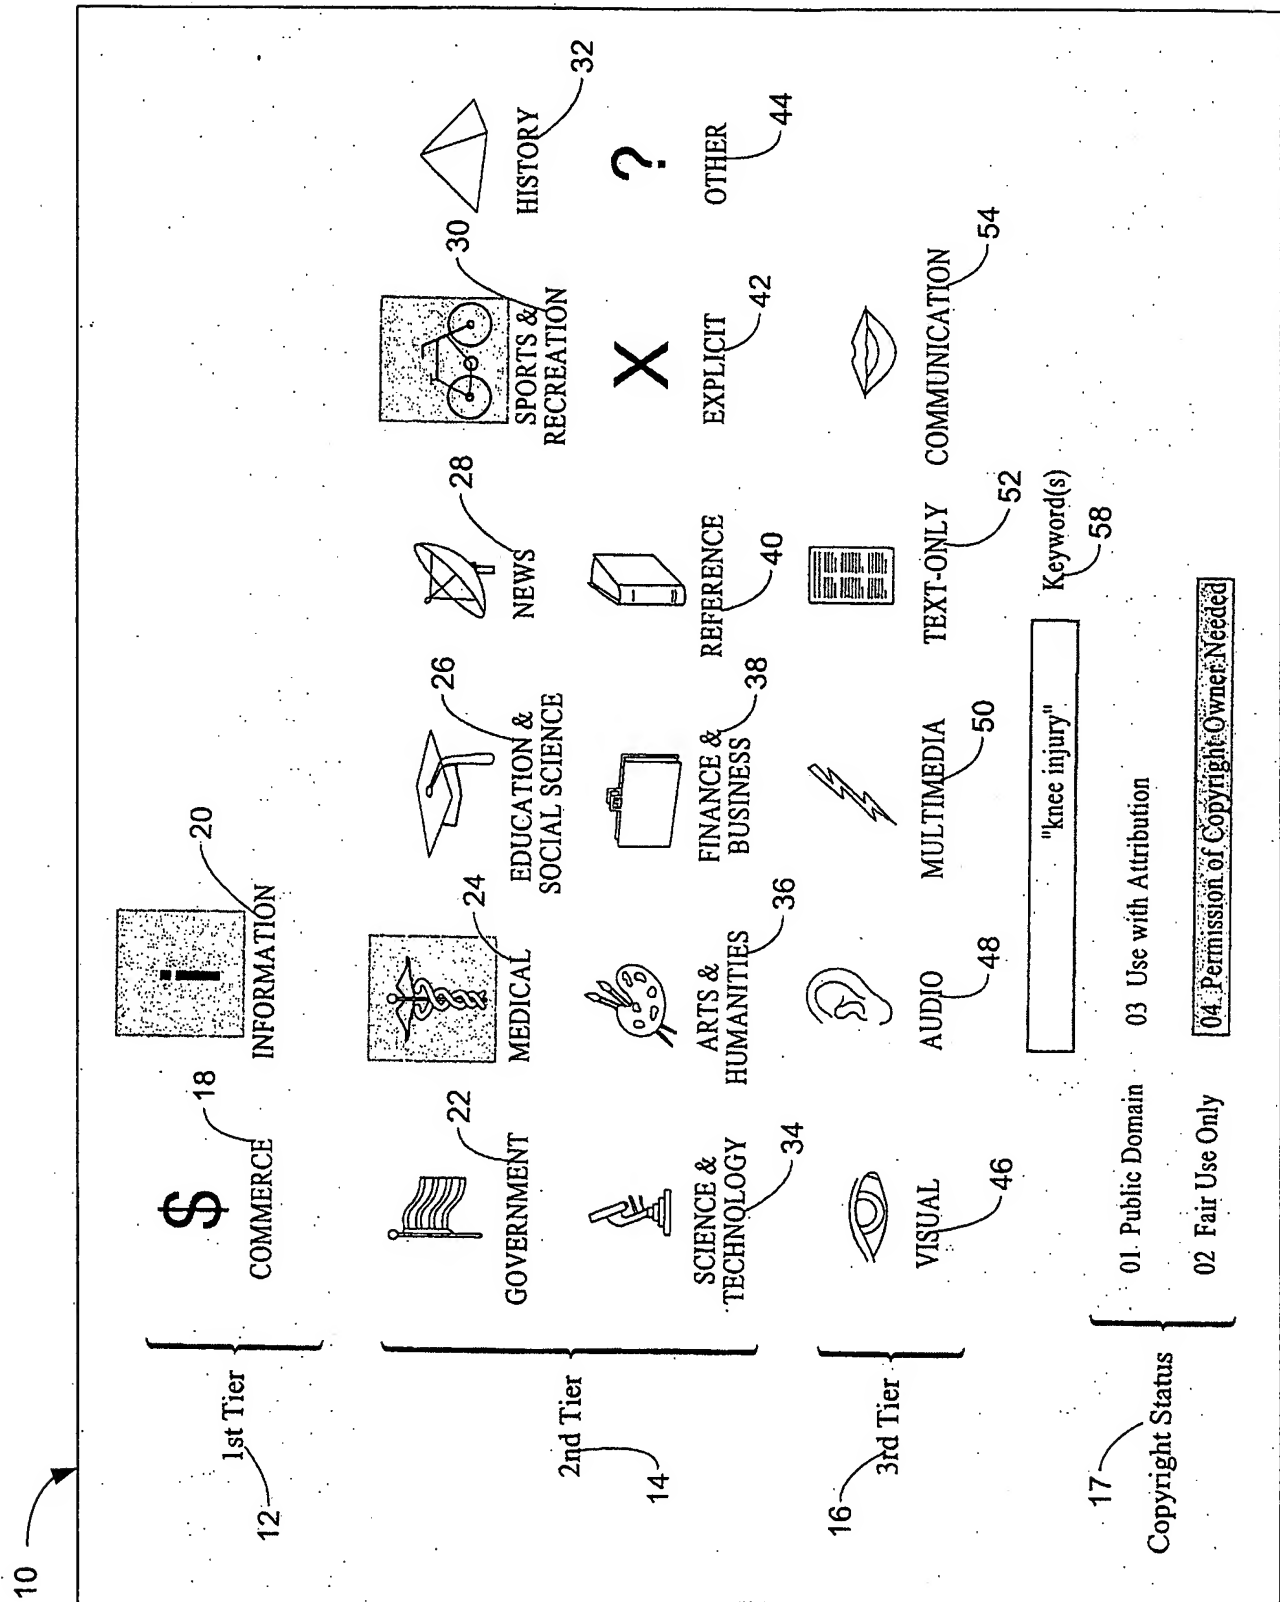 10
1st Tier
12
$
COMMERCE
18
i
INFORMATION
20
2nd Tier
14
GOVERNMENT
22
MEDICAL
24
EDUCATION &
SOCIAL SCIENCE
26
NEWS
28
SPORTS &
RECREATION
30
HISTORY
32
SCIENCE &
TECHNOLOGY
34
ARTS &
HUMANITIES
36
FINANCE &
BUSINESS
38
REFERENCE
40
X
EXPLICIT
42
?
OTHER
44
3rd Tier
16
VISUAL
46
AUDIO
48
MULTIMEDIA
50
TEXT-ONLY
52
COMMUNICATION
54
"knee injury"
Keyword(s)
58
17
Copyright Status
01 Public Domain
03 Use with Attribution
02 Fair Use Only
04 Permission of Copyright Owner Needed